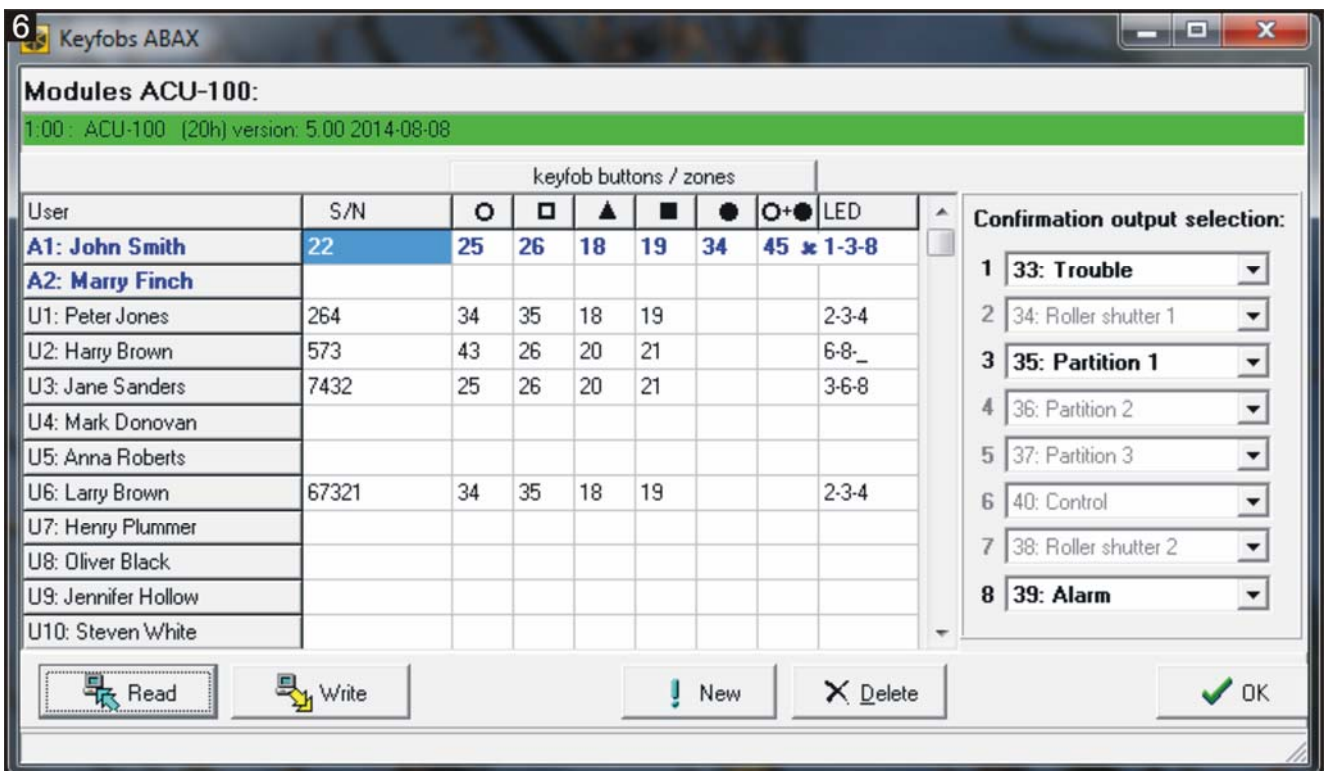 6
Keyfobs ABAX
Modules ACU-100:
1:00 : ACU-100 (20h) version: 5.00 2014-08-08
keyfob buttons / zones
User S/N ○ □ ▲ ■ ● ○+● LED
A1: John Smith 22 25 26 18 19 34 45 × 1-3-8
A2: Marry Finch
U1: Peter Jones 264 34 35 18 19 2-3-4
U2: Harry Brown 573 43 26 20 21 6-8-_
U3: Jane Sanders 7432 25 26 20 21 3-6-8
U4: Mark Donovan
U5: Anna Roberts
U6: Larry Brown 67321 34 35 18 19 2-3-4
U7: Henry Plummer
U8: Oliver Black
U9: Jennifer Hollow
U10: Steven White
Confirmation output selection:
1 33: Trouble
2 34: Roller shutter 1
3 35: Partition 1
4 36: Partition 2
5 37: Partition 3
6 40: Control
7 38: Roller shutter 2
8 39: Alarm
Read Write New Delete OK